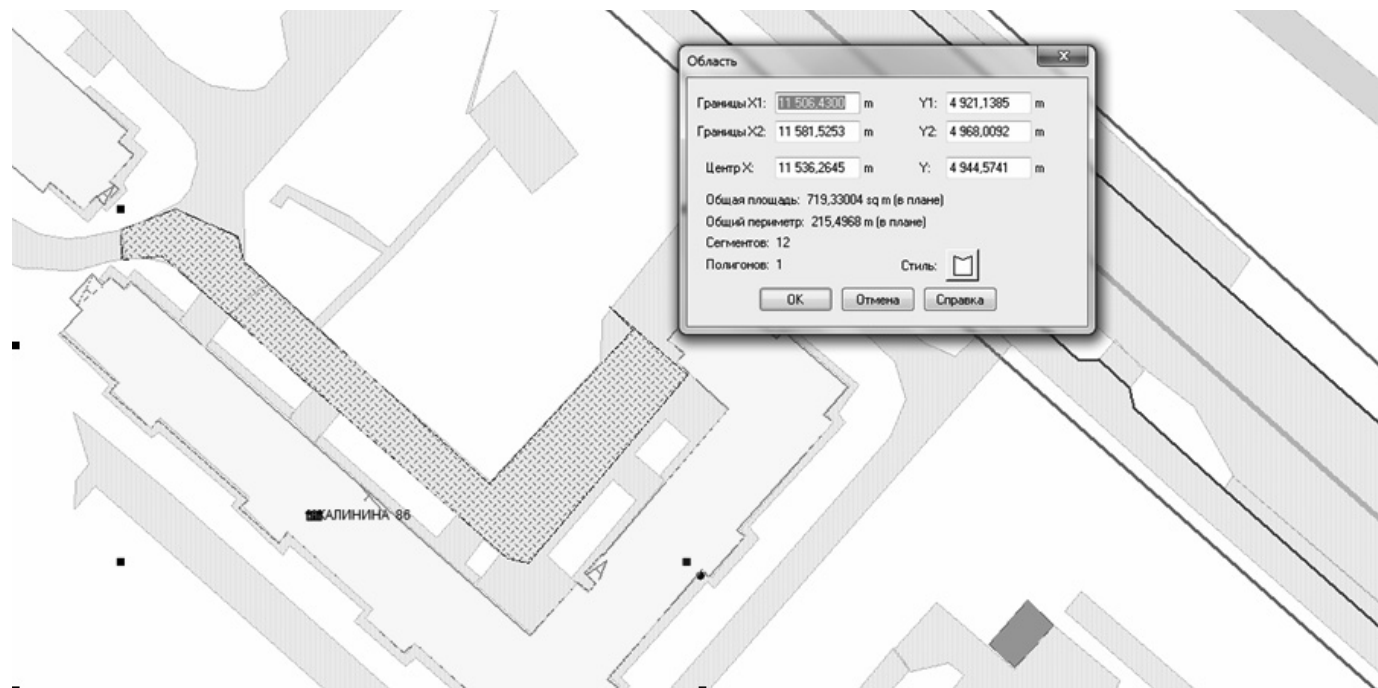 Область
Границы X1: 11 506,4300 m Y1: 4 921,1385 m
Границы X2: 11 581,5253 m Y2: 4 968,0092 m
Центр X: 11 536,2645 m Y: 4 944,5741 m
Общая площадь: 719,33004 sq m (в плане)
Общий периметр: 215,4968 m (в плане)
Сегментов: 12
Полигонов: 1 Стиль:
OK Отмена Справка
КАЛИНИНА 86